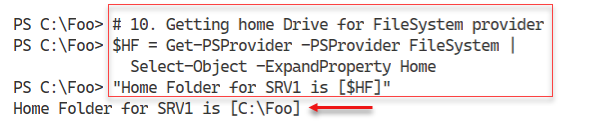 PS C:\Foo> # 10. Getting home Drive for FileSystem provider
PS C:\Foo> $HF = Get-PSProvider -PSProvider FileSystem |
Select-Object -ExpandProperty Home
PS C:\Foo> "Home Folder for SRV1 is [$HF]"
Home Folder for SRV1 is [C:\Foo]